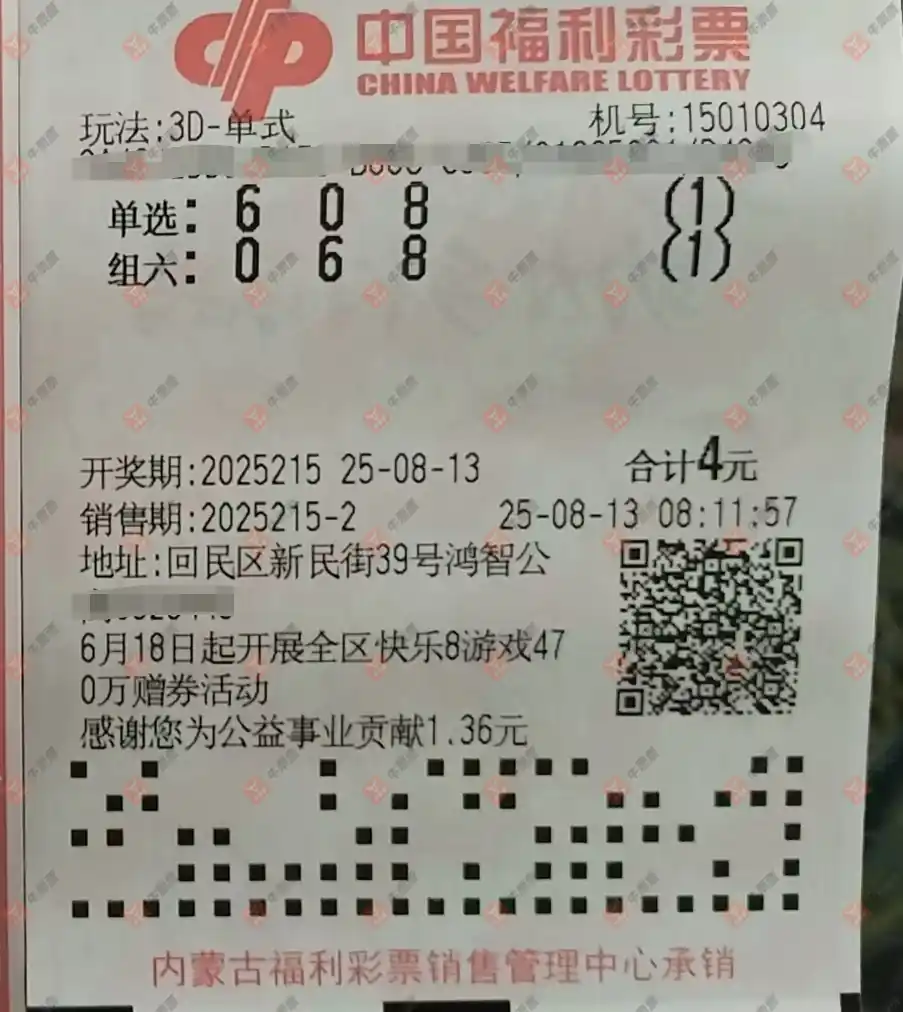 中国福利彩票
CHINA WELFARE LOTTERY
玩法:3D-单式 机号:15010304
单选: 6 0 8 (1)
组六: 0 6 8 (1)
开奖期:2025215 25-08-13 合计4元
销售期:2025215-2 25-08-13 08:11:57
地址:回民区新民街39号鸿智公
6月18日起开展全区快乐8游戏47
0万赠券活动
感谢您为公益事业贡献1.36元
内蒙古福利彩票销售管理中心承销